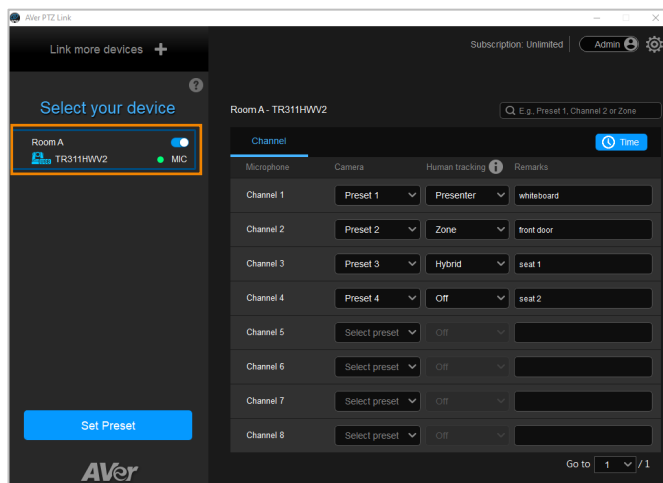 AVer PTZ Link
Link more devices +
Subscription: Unlimited Admin
Select your device
Room A
TR311HWV2 MIC
Set Preset
AVer
Room A - TR311HWV2
E.g., Preset 1, Channel 2 or Zone
Channel
Time
Microphone Camera Human tracking Remarks
Channel 1 Preset 1 Presenter whiteboard
Channel 2 Preset 2 Zone front door
Channel 3 Preset 3 Hybrid seat 1
Channel 4 Preset 4 Off seat 2
Channel 5 Select preset Off
Channel 6 Select preset Off
Channel 7 Select preset Off
Channel 8 Select preset Off
Go to 1 / 1